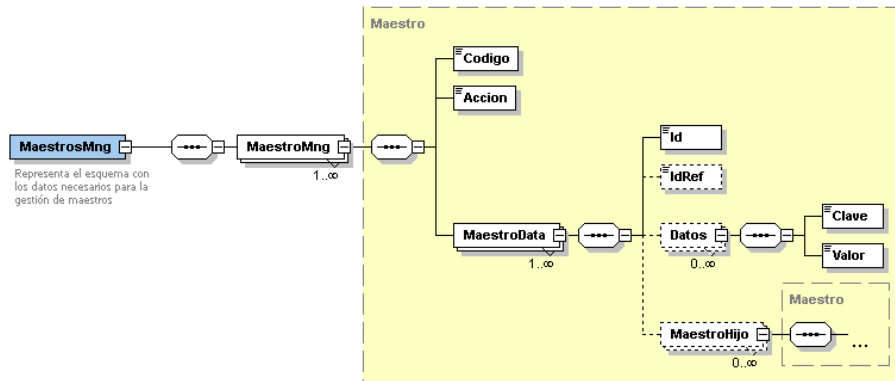 Maestro
Codigo
Accion
MaestrosMng
MaestroMng
1..∞
Representa el esquema con
los datos necesarios para la
gestión de maestros
Id
IdRef
MaestroData
1..∞
Datos
0..∞
Clave
Valor
MaestroHijo
0..∞
Maestro
...